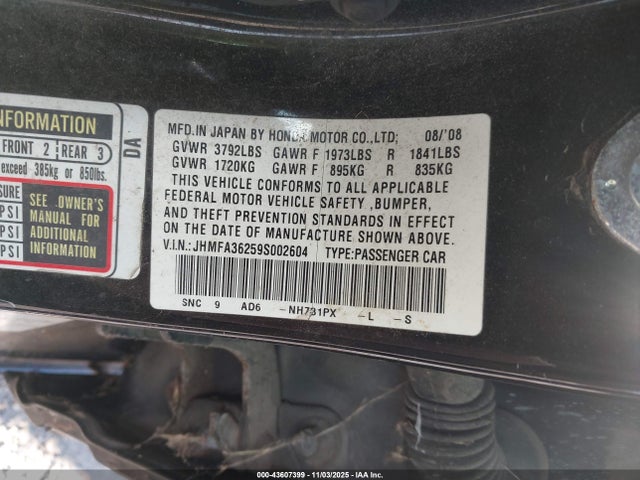 INFORMATION
FRONT 2 REAR 3
exceed 385kg or 850lbs.
DA
SURE
PSI
PSI
PSI
SEE OWNER'S
MANUAL FOR
ADDITIONAL
INFORMATION
MFD.IN JAPAN BY HONDA MOTOR CO.,LTD: 08/'08
GVWR 3792LBS GAWR F 1973LBS R 1841LBS
GVWR 1720KG GAWR F 895KG R 835KG
THIS VEHICLE CONFORMS TO ALL APPLICABLE
FEDERAL MOTOR VEHICLE SAFETY ,BUMPER,
AND THEFT PREVENTION STANDARDS IN EFFECT
ON THE DATE OF MANUFACTURE SHOWN ABOVE.
V.I.N.:JHMFA36259S002604 TYPE:PASSENGER CAR
SNC 9 AD6 -NH731PX -L -S
000-43607399 - 11/03/2025 - IAA Inc.